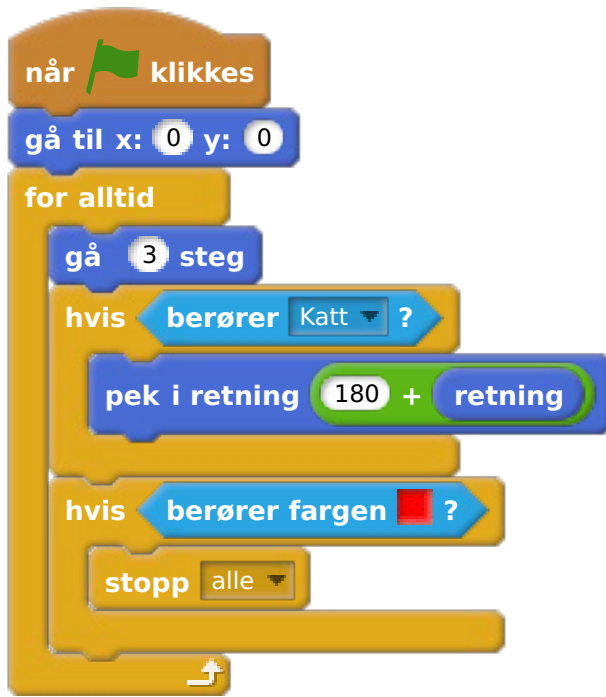 når klikkes
gå til x: 0 y: 0
for alltid
gå 3 steg
hvis berører Katt ?
pek i retning 180 + retning
hvis berører fargen ?
stopp alle